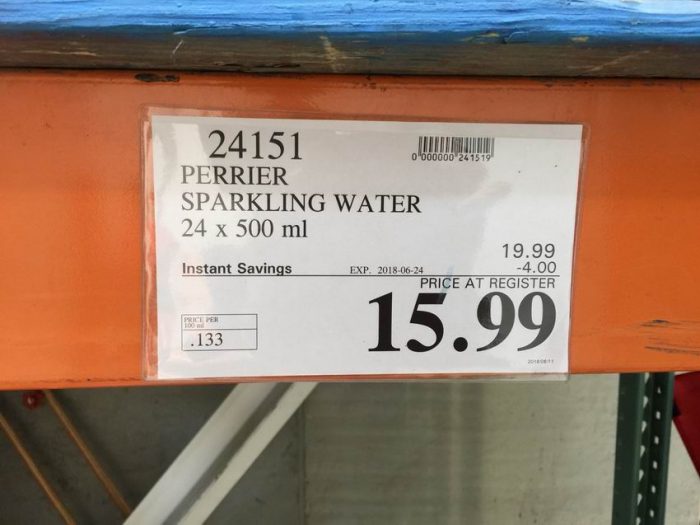 24151
0 000000 241519
PERRIER
SPARKLING WATER
24 x 500 ml
19.99
Instant Savings EXP. 2018-06-24 -4.00
PRICE AT REGISTER
15.99
PRICE PER
100 ml
.133
2018/06/11